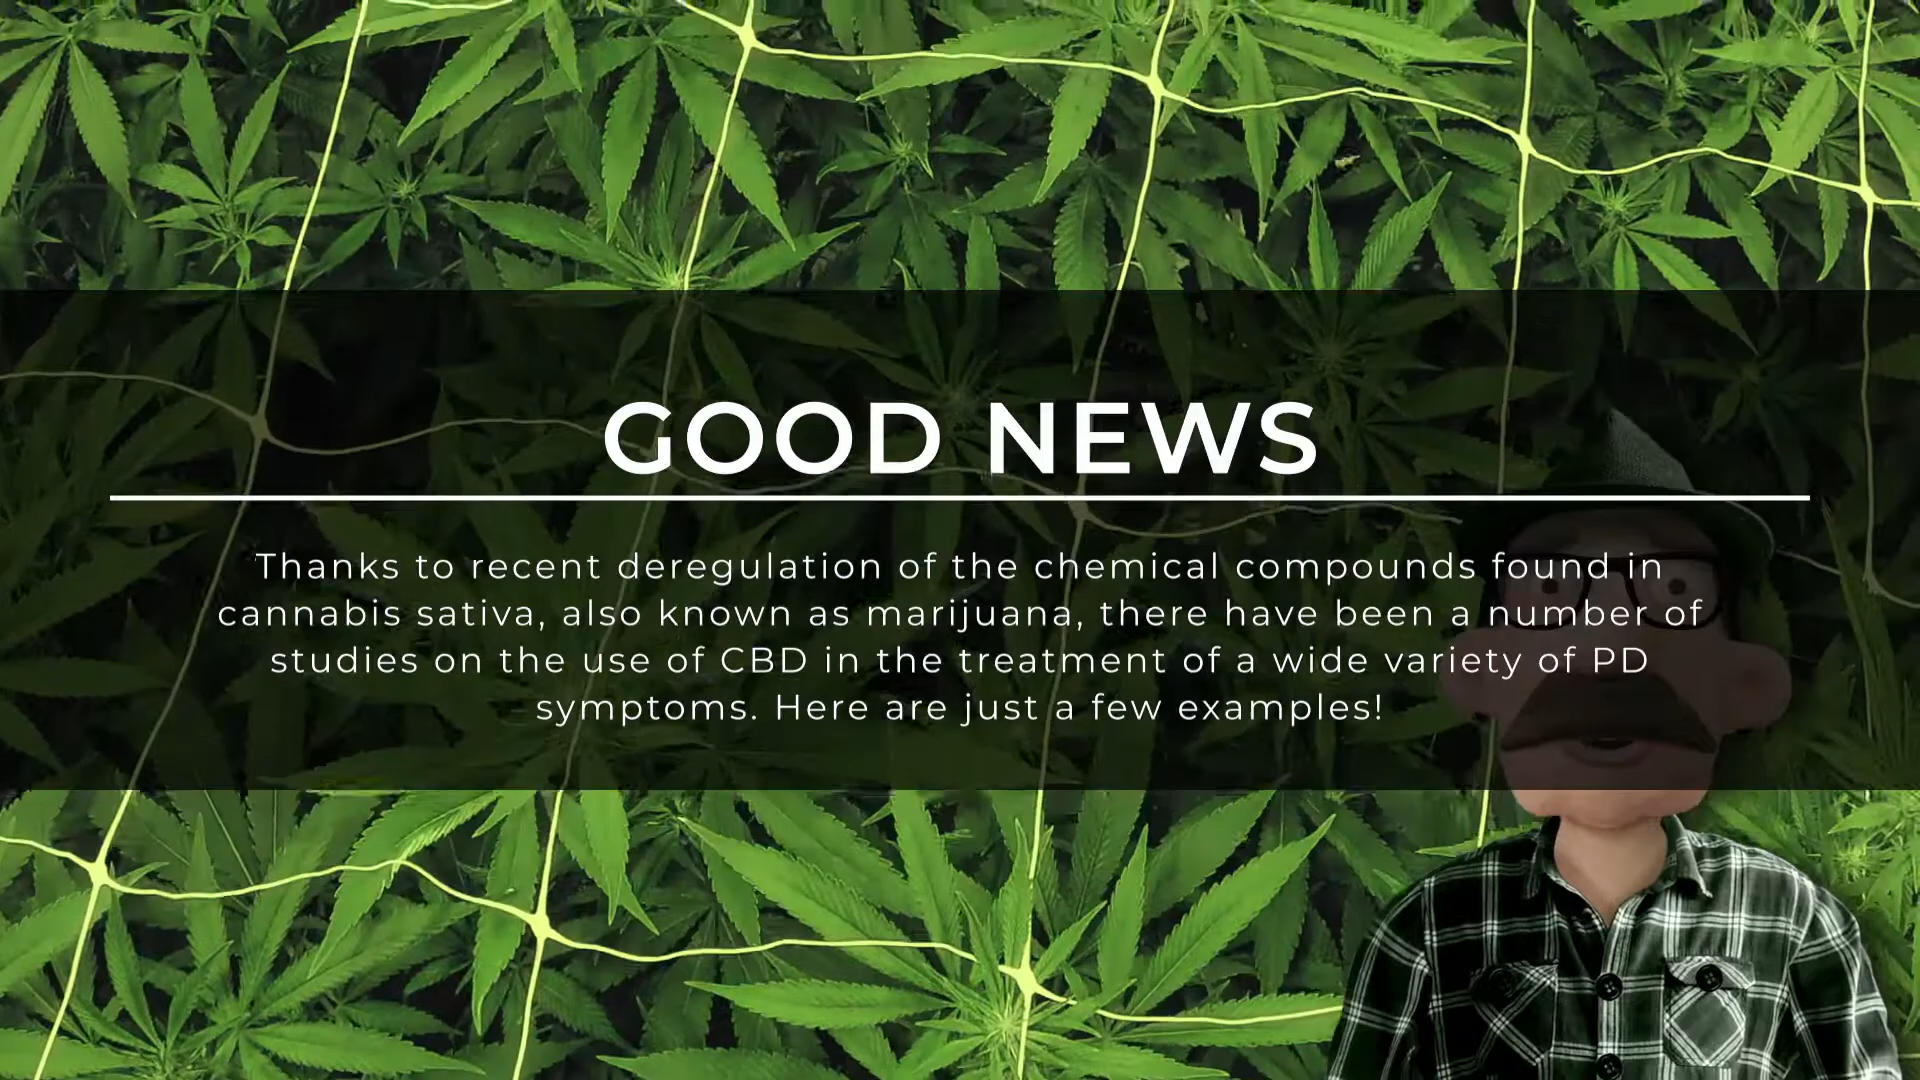 GOOD NEWS
Thanks to recent deregulation of the chemical compounds found in
cannabis sativa, also known as marijuana, there have been a number of
studies on the use of CBD in the treatment of a wide variety of PD
symptoms. Here are just a few examples!